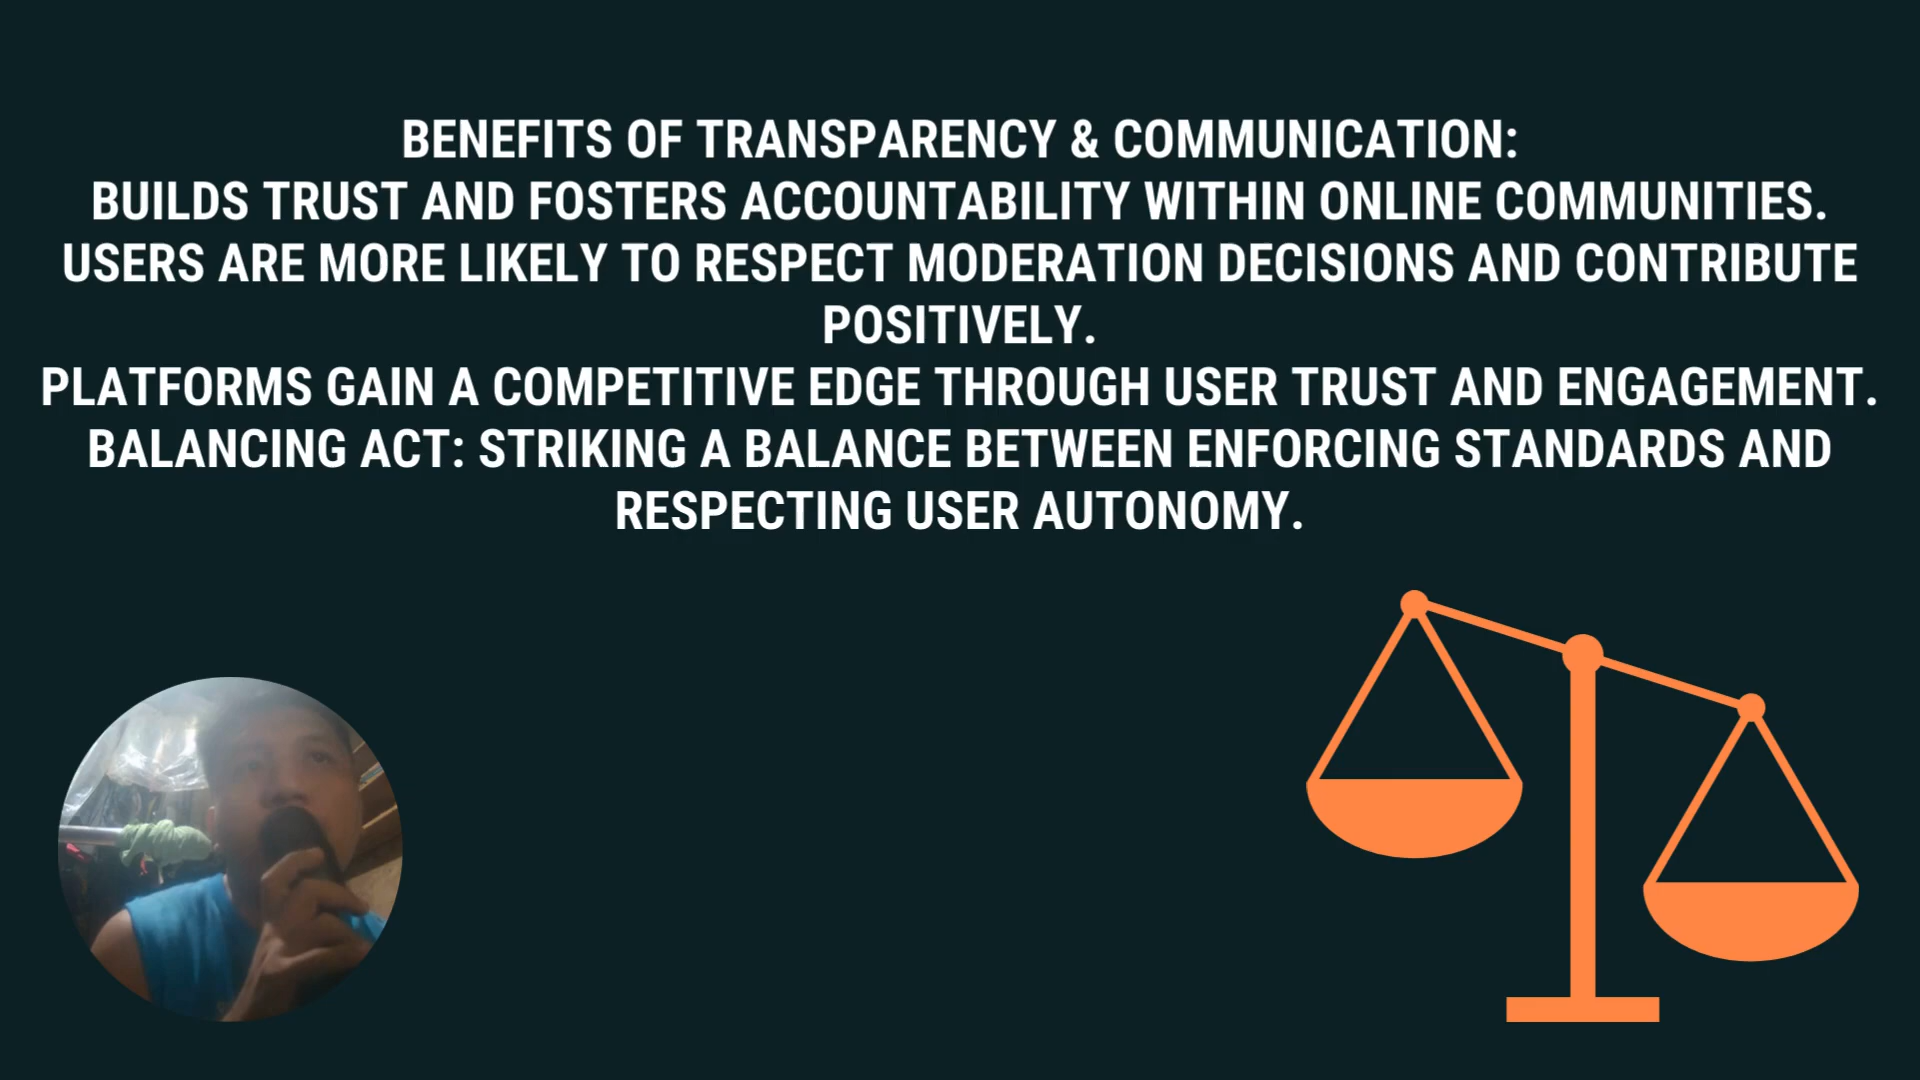 BENEFITS OF TRANSPARENCY & COMMUNICATION:
BUILDS TRUST AND FOSTERS ACCOUNTABILITY WITHIN ONLINE COMMUNITIES.
USERS ARE MORE LIKELY TO RESPECT MODERATION DECISIONS AND CONTRIBUTE
POSITIVELY.
PLATFORMS GAIN A COMPETITIVE EDGE THROUGH USER TRUST AND ENGAGEMENT.
BALANCING ACT: STRIKING A BALANCE BETWEEN ENFORCING STANDARDS AND
RESPECTING USER AUTONOMY.